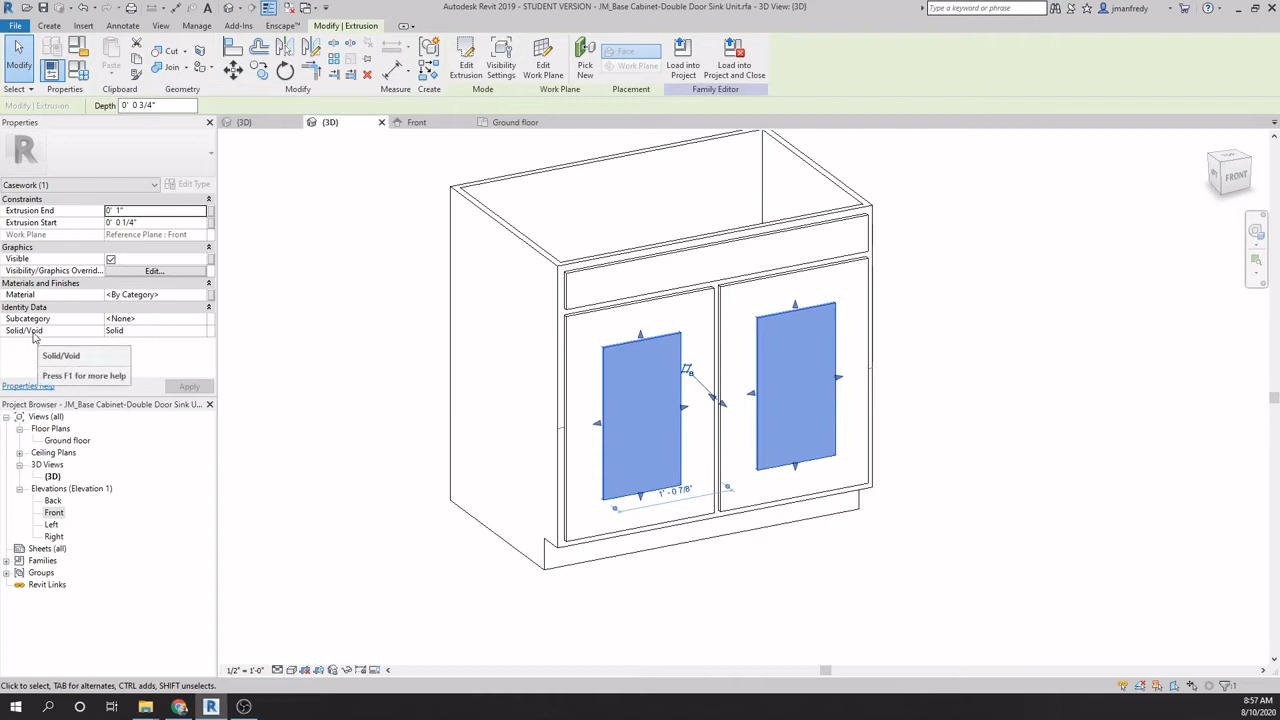 Autodesk Revit 2019 - STUDENT VERSION - JM_Base Cabinet-Double Door Sink Unit.rfa - 3D View: {3D}
Type a keyword or phrase
jmanfredy
File Create Insert Annotate View Manage Add-Ins Enscape™ Modify | Extrusion
Modify
Paste
Cut
Join
Edit Extrusion
Visibility Settings
Edit Work Plane
Pick New
Face
Work Plane
Load into Project
Load into Project and Close
Select Properties Clipboard Geometry Modify Measure Create Mode Work Plane Placement Family Editor
Modify | Extrusion Depth 0' 0 3/4"
Properties
{3D} {3D} Front Ground floor
R
Casework (1) Edit Type
Constraints
Extrusion End 0' 1"
Extrusion Start 0' 0 1/4"
Work Plane Reference Plane : Front
Graphics
Visible
Visibility/Graphics Overrid... Edit...
Materials and Finishes
Material <By Category>
Identity Data
Subcategory <None>
Solid/Void Solid
Solid/Void
Press F1 for more help
Properties help Apply
TOP
FRONT
1' - 0 7/8"
Project Browser - JM_Base Cabinet-Double Door Sink Un...
Views (all)
Floor Plans
Ground floor
Ceiling Plans
3D Views
{3D}
Elevations (Elevation 1)
Back
Front
Left
Right
Sheets (all)
Families
Groups
Revit Links
1/2" = 1'-0"
Click to select, TAB for alternates, CTRL adds, SHIFT unselects.
:1
8:57 AM
8/10/2020